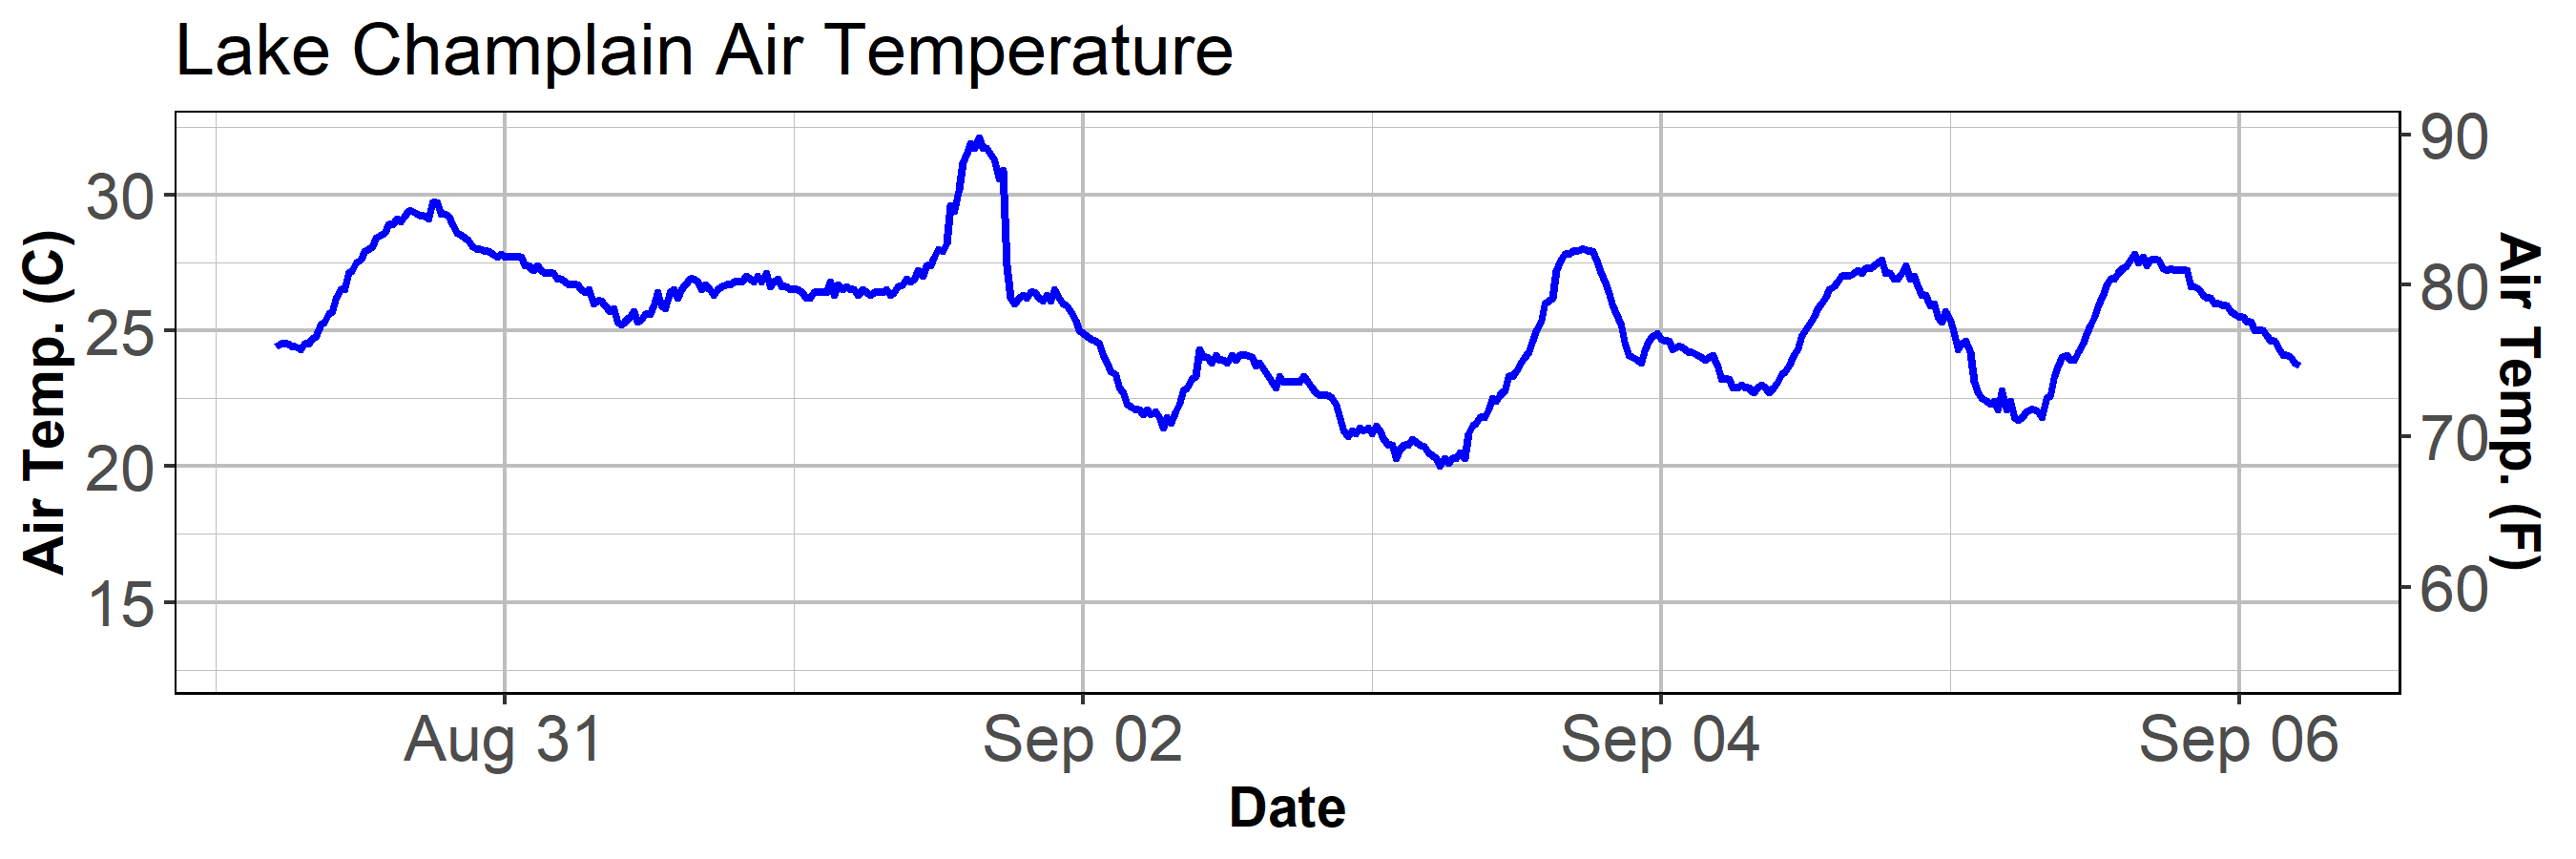 Lake Champlain Air Temperature
Air Temp. (C)
30
25
20
15
90
80
70
60
Air Temp. (F)
Aug 31
Sep 02
Sep 04
Sep 06
Date